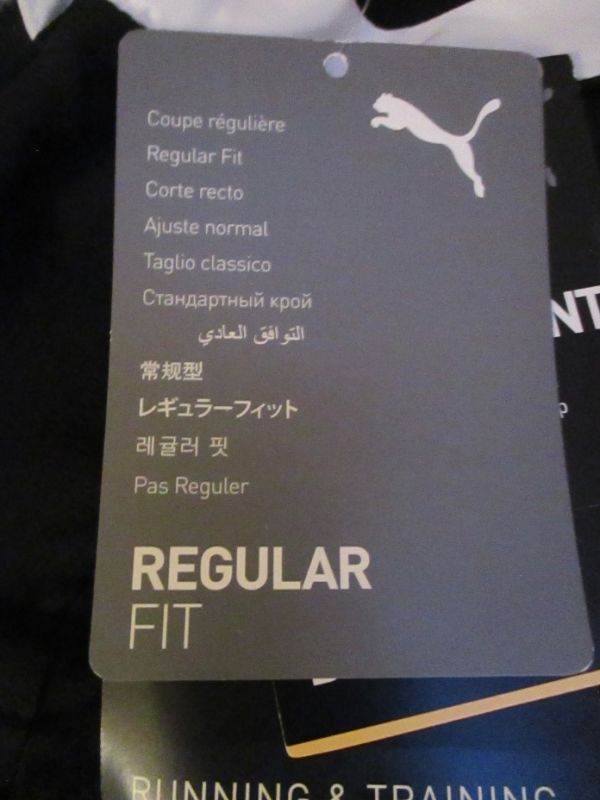 Coupe régulière
Regular Fit
Corte recto
Ajuste normal
Taglio classico
Стандартный крой
التوافق العادي
常规型
レギュラーフィット
레귤러 핏
Pas Reguler
REGULAR
FIT
RUNNING & TRAINING